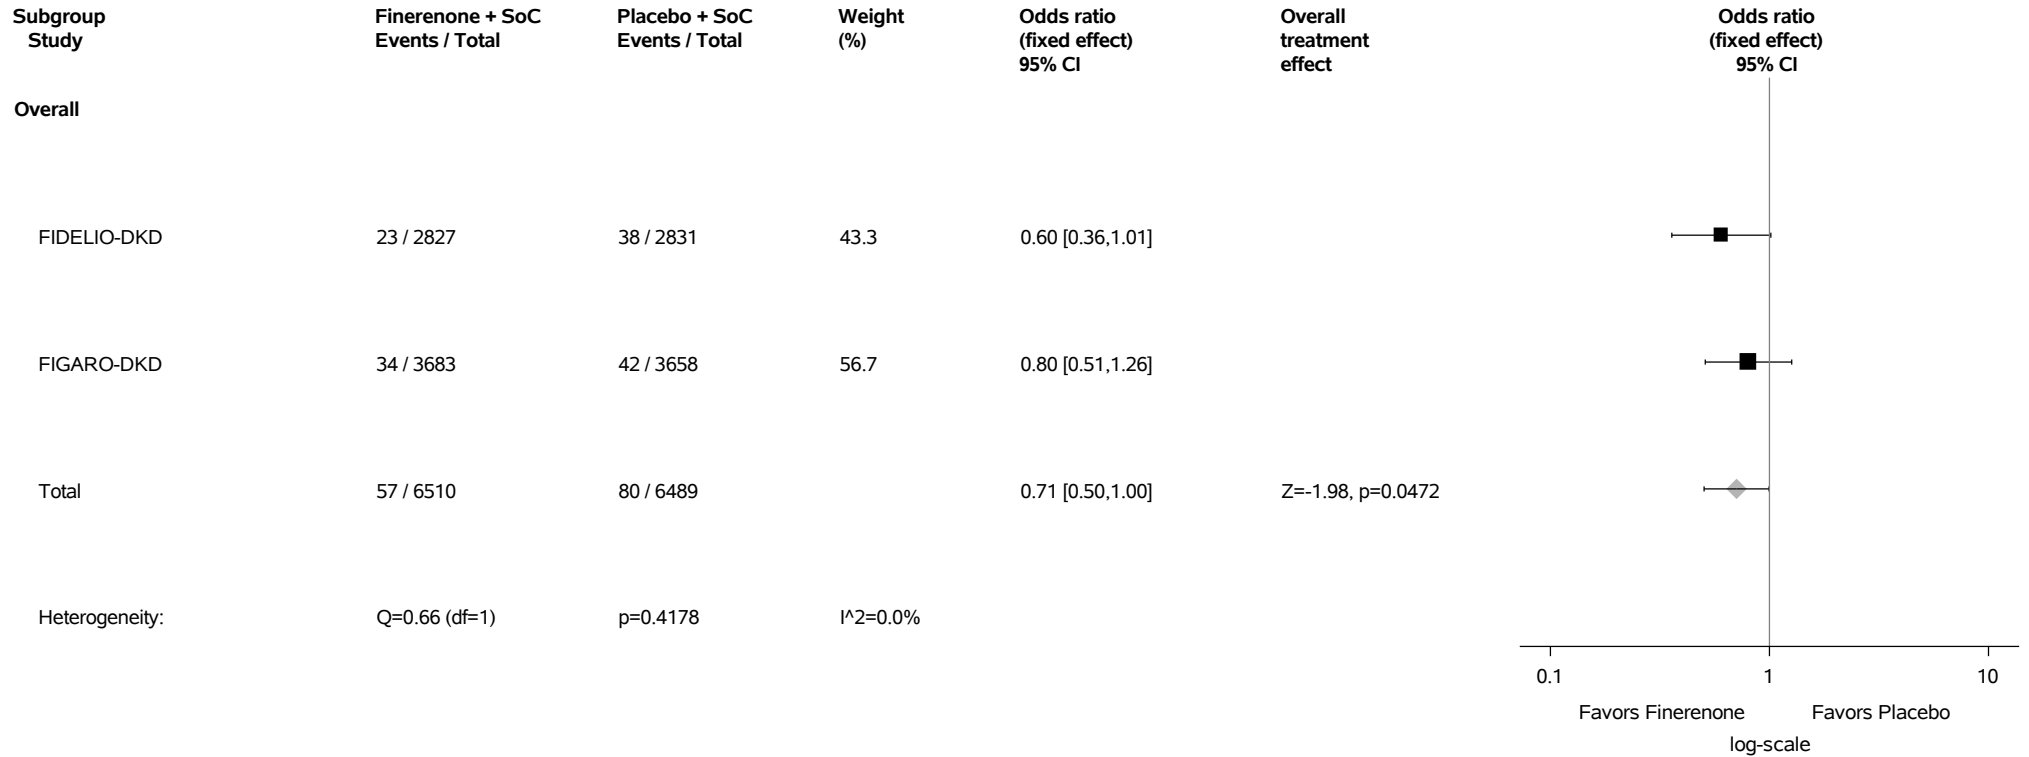 Subgroup Finerenone + SoC Placebo + SoC Weight Odds ratio Overall Odds ratio
Study Events / Total Events / Total (%) (fixed effect) treatment (fixed effect)
95% CI effect 95% CI
Overall
FIDELIO-DKD 23 / 2827 38 / 2831 43.3 0.60 [0.36,1.01]
FIGARO-DKD 34 / 3683 42 / 3658 56.7 0.80 [0.51,1.26]
Total 57 / 6510 80 / 6489 0.71 [0.50,1.00] Z=-1.98, p=0.0472
Heterogeneity: Q=0.66 (df=1) p=0.4178 I^2=0.0%
0.1 1 10
Favors Finerenone Favors Placebo
log-scale